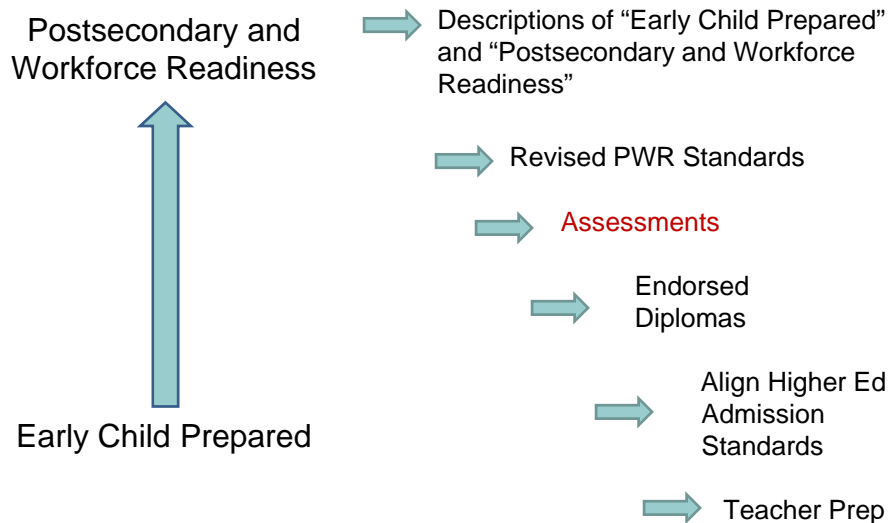 Postsecondary and
Workforce Readiness
Descriptions of “Early Child Prepared”
and “Postsecondary and Workforce
Readiness”
Revised PWR Standards
Assessments
Endorsed
Diplomas
Align Higher Ed
Admission
Standards
Early Child Prepared
Teacher Prep